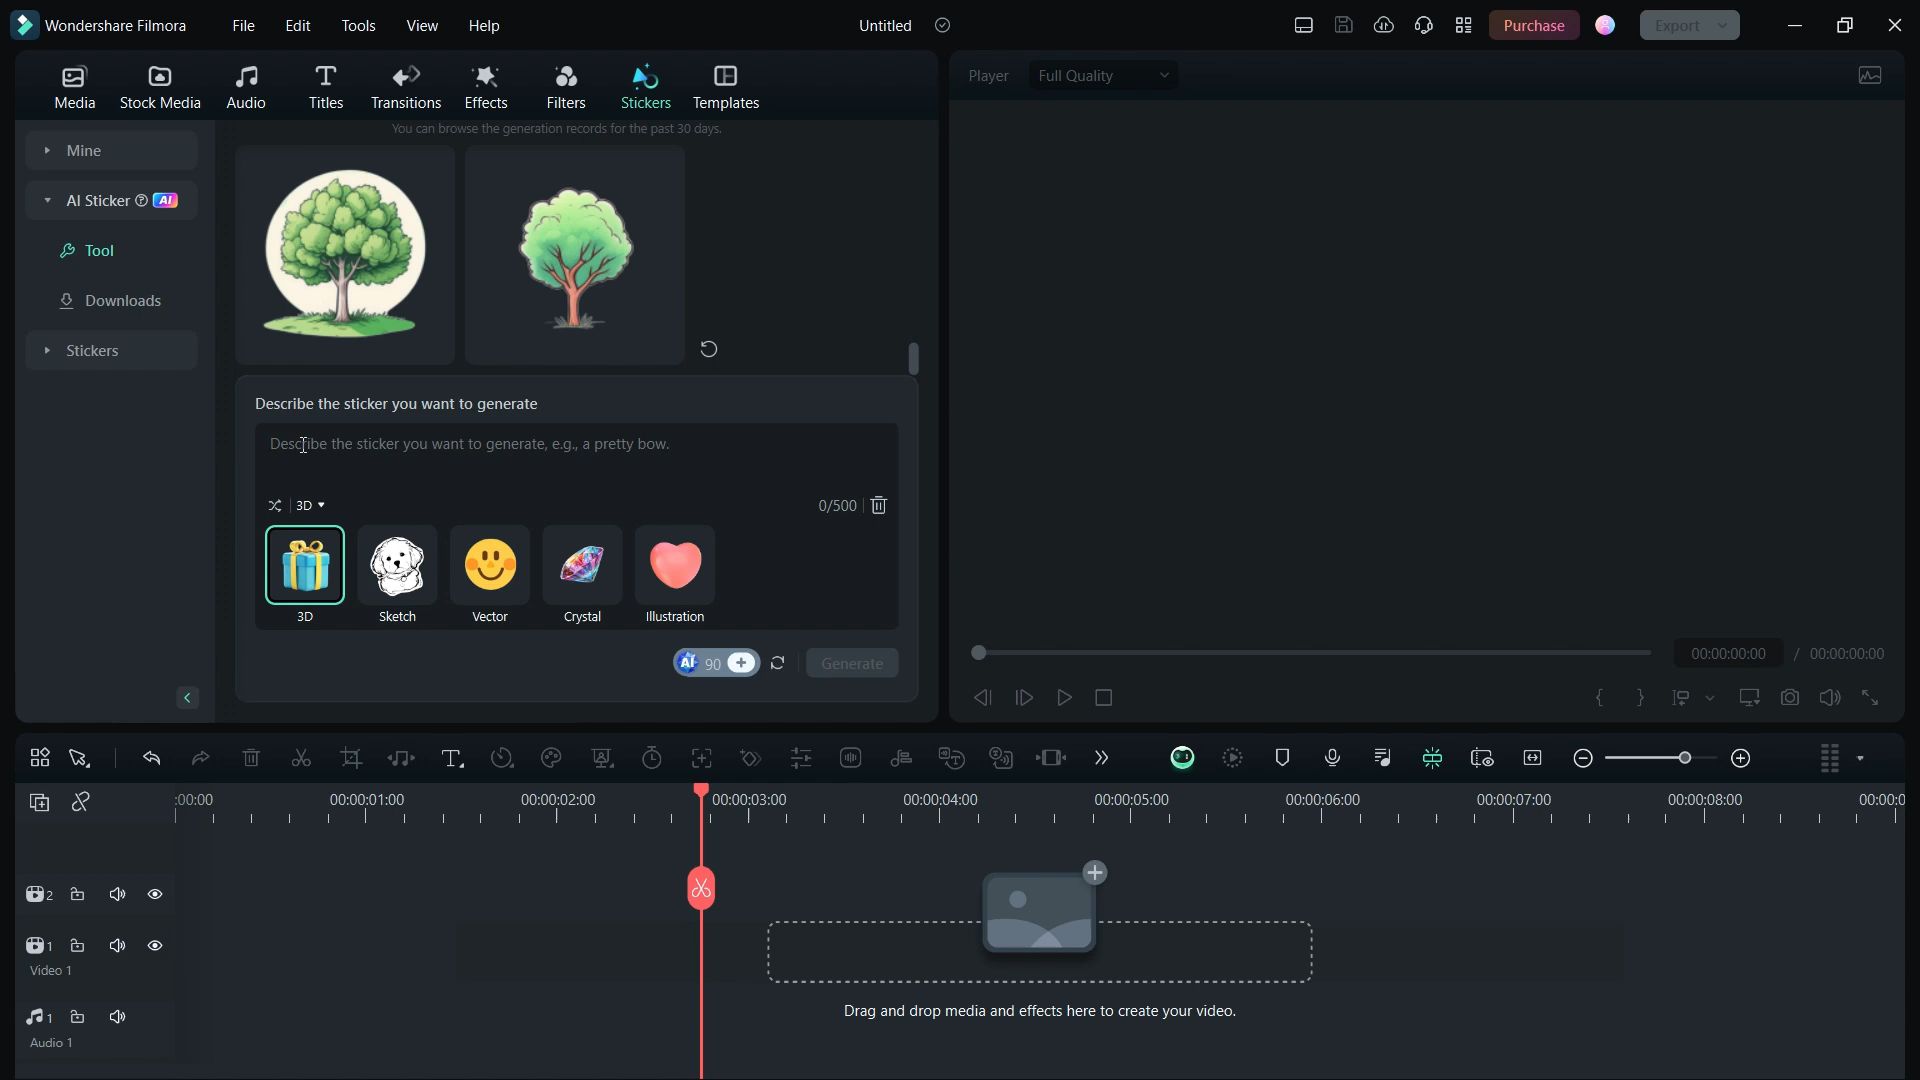 Wondershare Filmora
File
Edit
Tools
View
Help
Untitled
Purchase
Export
Media
Stock Media
Audio
Titles
Transitions
Effects
Filters
Stickers
Templates
Player
Full Quality
You can browse the generation records for the past 30 days.
Mine
AI Sticker
AI
Tool
Downloads
Stickers
Describe the sticker you want to generate
Describe the sticker you want to generate, e.g., a pretty bow.
3D
0/500
3D
Sketch
Vector
Crystal
Illustration
AI 90
Generate
00:00:00:00 / 00:00:00:00
:00:00
00:00:01:00
00:00:02:00
00:00:03:00
00:00:04:00
00:00:05:00
00:00:06:00
00:00:07:00
00:00:08:00
00:00:0
2
1
Video 1
1
Audio 1
Drag and drop media and effects here to create your video.